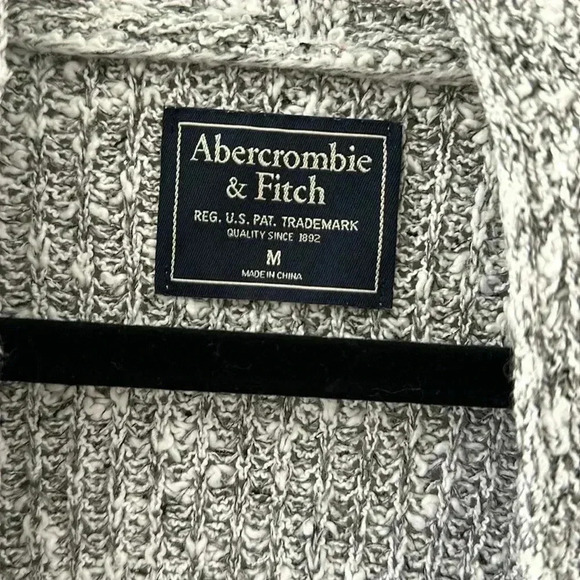 Abercrombie
& Fitch
REG. U.S. PAT. TRADEMARK
QUALITY SINCE 1892
M
MADE IN CHINA